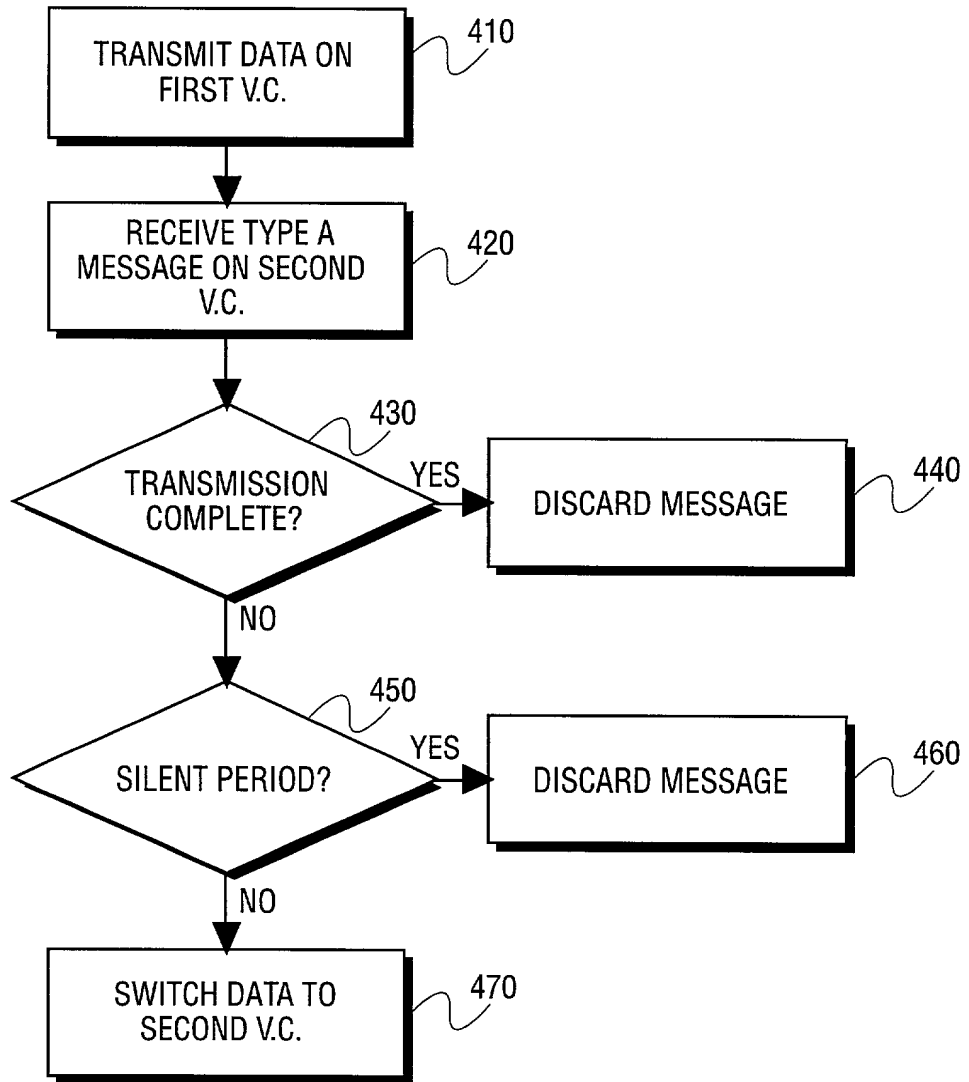 TRANSMIT DATA ON
FIRST V.C.
410
RECEIVE TYPE A
MESSAGE ON SECOND
V.C.
420
TRANSMISSION
COMPLETE?
430
YES
DISCARD MESSAGE
440
NO
SILENT PERIOD?
450
YES
DISCARD MESSAGE
460
NO
SWITCH DATA TO
SECOND V.C.
470